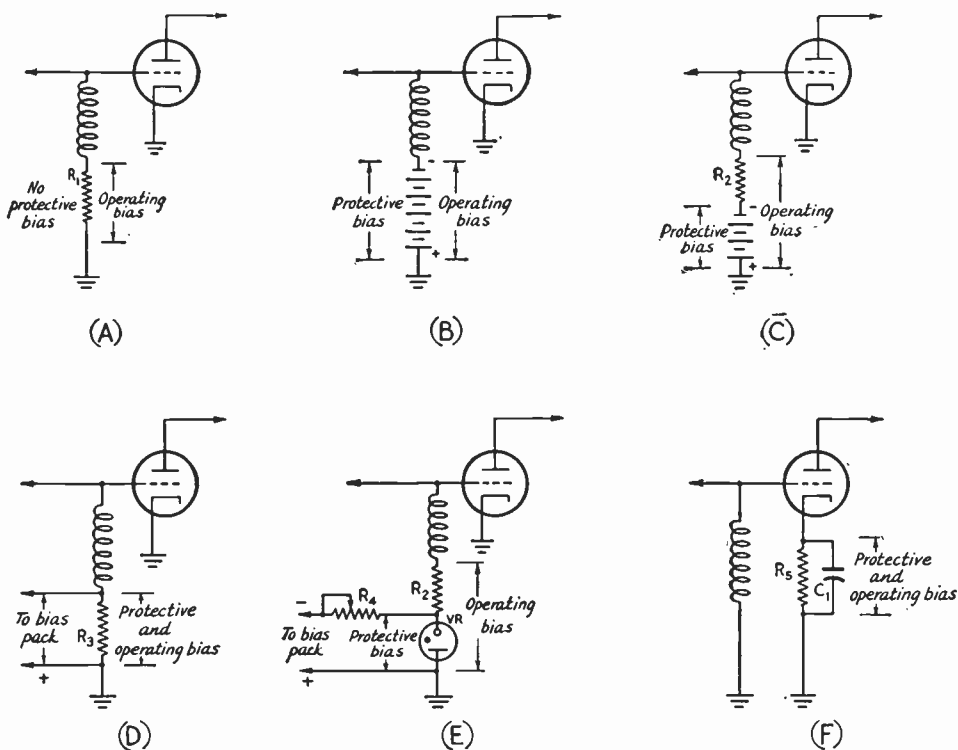 R1
No
protective
bias
Operating
bias
(A)
Protective
bias
-
Operating
bias
+
(B)
R2
-
Protective
bias
+
Operating
bias
(C)
To bias
pack
+
R3
Protective
and
operating bias
(D)
-
R4
To bias
pack
+
Protective
bias
R2
VR
Operating
bias
(E)
R5
C1
Protective
and
operating bias
(F)